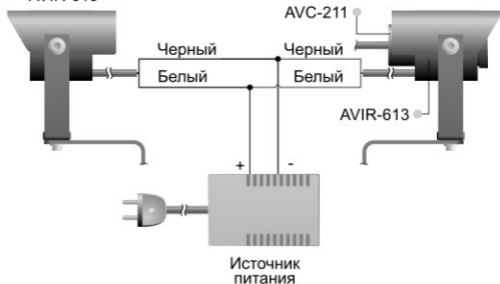 AVC-211
Черный
Черный
Белый
Белый
AVIR-613
+
-
Источник
питания